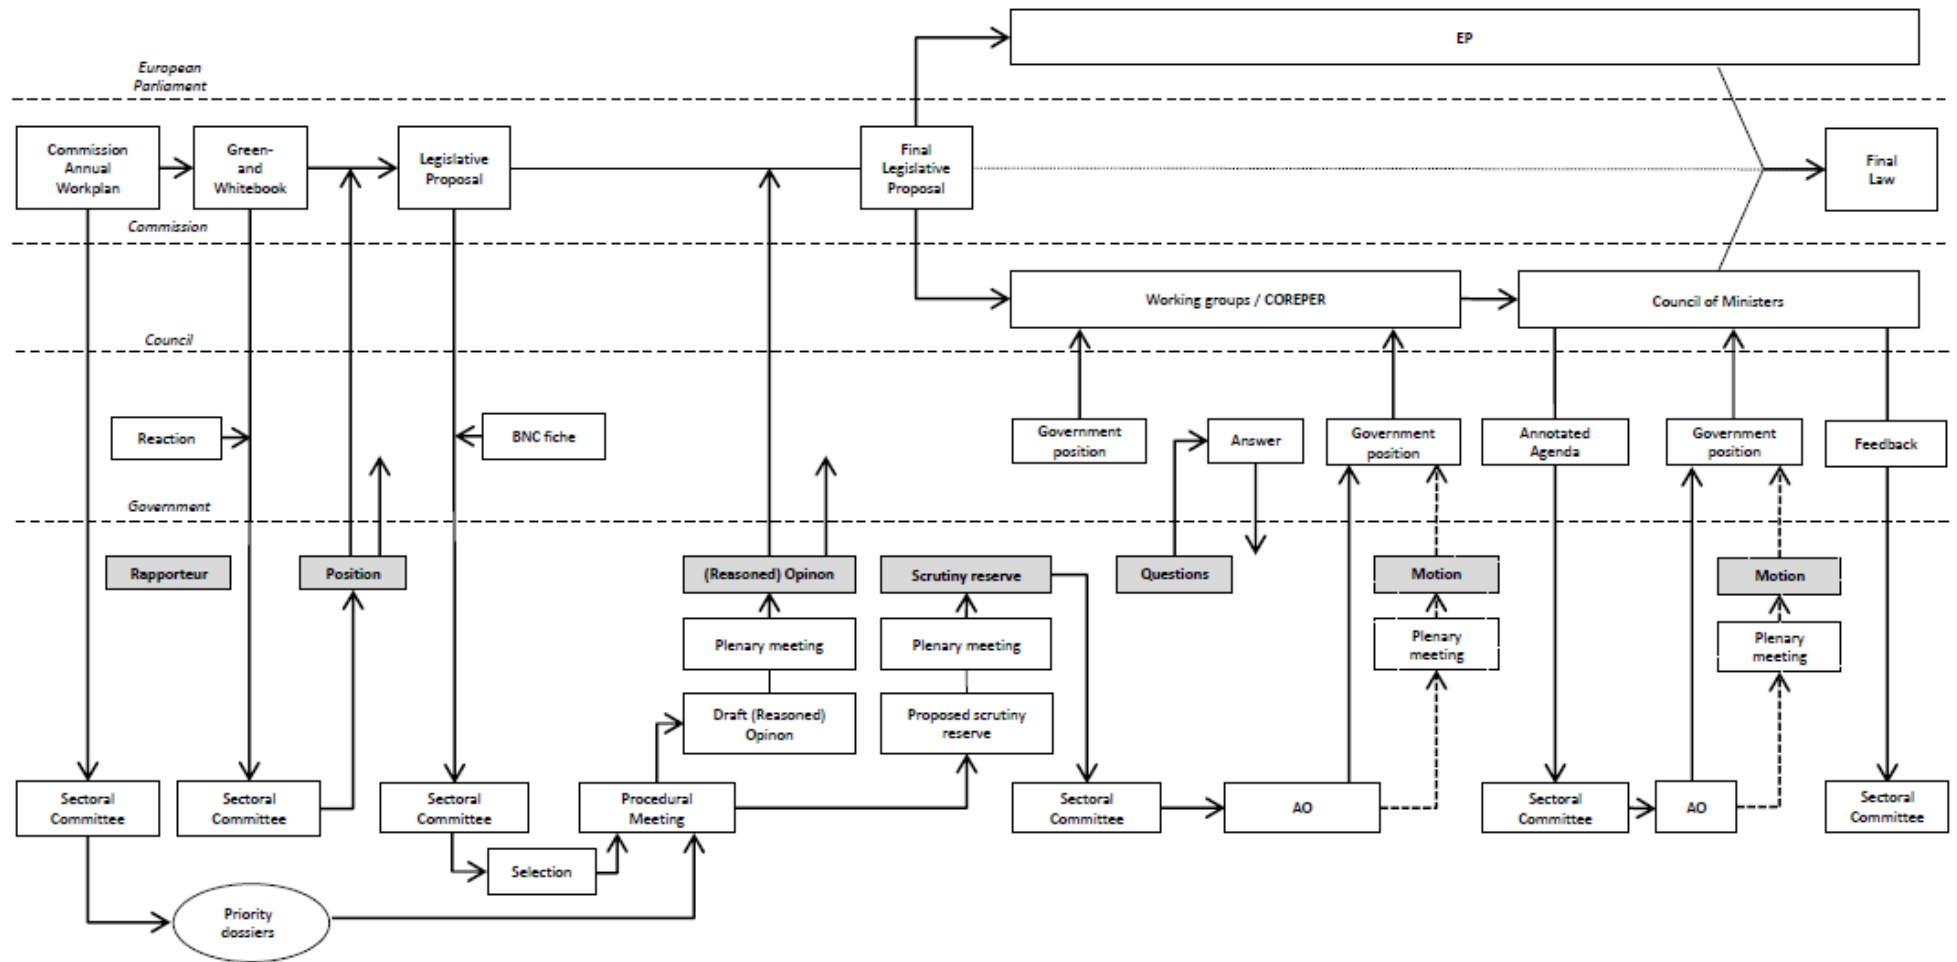 EP
European
Parliament
Commission
Annual
Workplan
Green-
and
Whitebook
Legislative
Proposal
Final
Legislative
Proposal
Final
Law
Commission
Working groups / COREPER
Council of Ministers
Council
Reaction
BNC fiche
Government
position
Answer
Government
position
Annotated
Agenda
Government
position
Feedback
Government
Rapporteur
Position
(Reasoned) Opinon
Scrutiny reserve
Questions
Motion
Motion
Plenary meeting
Plenary meeting
Plenary
meeting
Plenary
meeting
Draft (Reasoned)
Opinon
Proposed scrutiny
reserve
Sectoral
Committee
Sectoral
Committee
Sectoral
Committee
Procedural
Meeting
Sectoral
Committee
AO
Sectoral
Committee
AO
Sectoral
Committee
Selection
Priority
dossiers